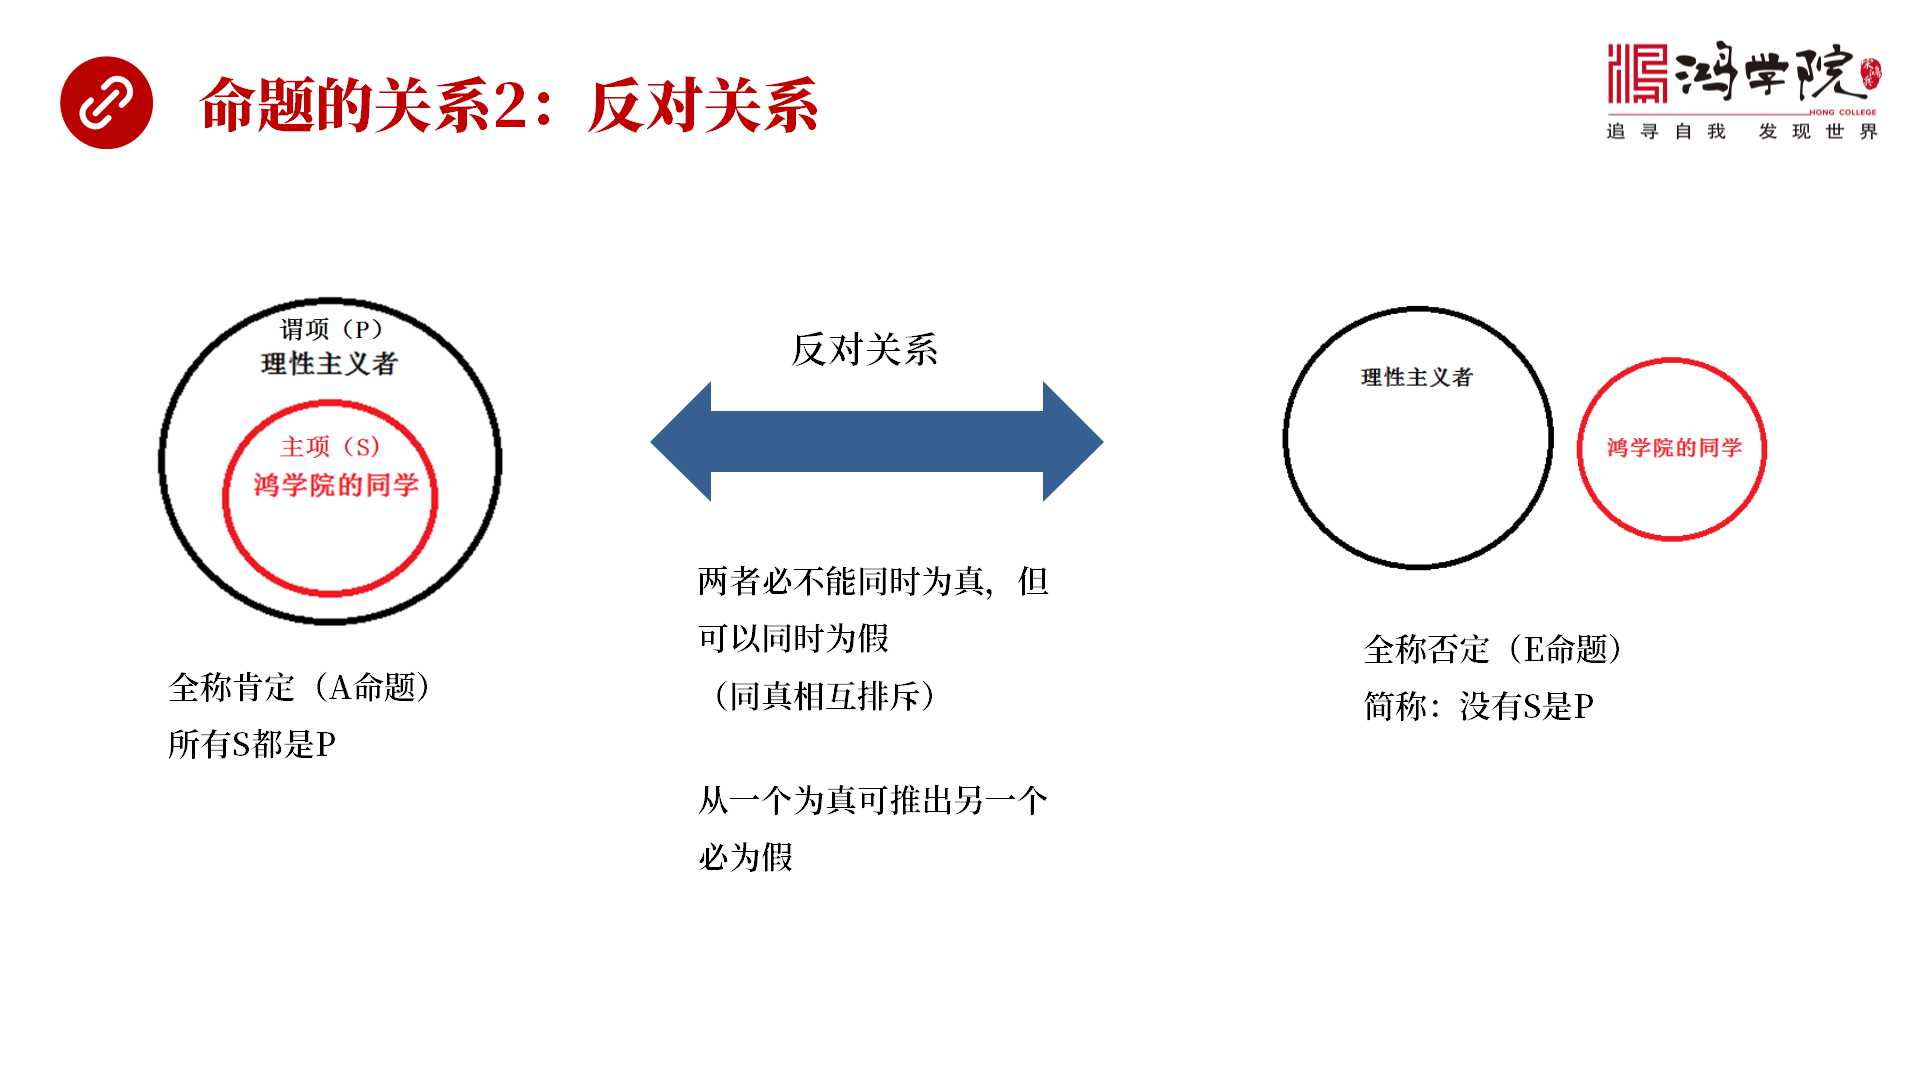 命题的关系2：反对关系
鸿学院
HONG COLLEGE
追寻自我 发现世界
谓项（P）
理性主义者
主项（S）
鸿学院的同学
全称肯定（A命题）
所有S都是P
反对关系
两者必不能同时为真，但
可以同时为假
（同真相互排斥）
从一个为真可推出另一个
必为假
理性主义者
鸿学院的同学
全称否定（E命题）
简称：没有S是P